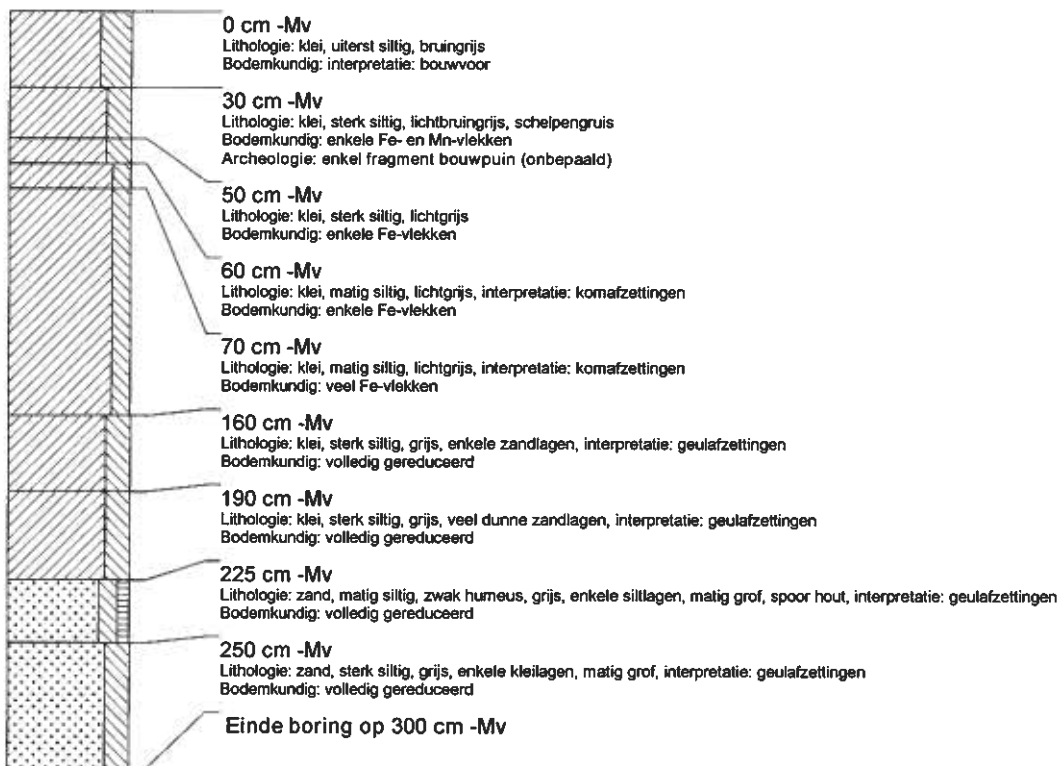 0 cm -Mv
Lithologie: klei, uiterst siltig, bruingrijs
Bodemkundig: interpretatie: bouwvoor
30 cm -Mv
Lithologie: klei, sterk siltig, lichtbruingrijs, schelpengruis
Bodemkundig: enkele Fe- en Mn-vlekken
Archeologie: enkel fragment bouwpuin (onbepaald)
50 cm -Mv
Lithologie: klei, sterk siltig, lichtgrijs
Bodemkundig: enkele Fe-vlekken
60 cm -Mv
Lithologie: klei, matig siltig, lichtgrijs, interpretatie: komafzettingen
Bodemkundig: enkele Fe-vlekken
70 cm -Mv
Lithologie: klei, matig siltig, lichtgrijs, interpretatie: komafzettingen
Bodemkundig: veel Fe-vlekken
160 cm -Mv
Lithologie: klei, sterk siltig, grijs, enkele zandlagen, interpretatie: geulafzettingen
Bodemkundig: volledig gereduceerd
190 cm -Mv
Lithologie: klei, sterk siltig, grijs, veel dunne zandlagen, interpretatie: geulafzettingen
Bodemkundig: volledig gereduceerd
225 cm -Mv
Lithologie: zand, matig siltig, zwak humeus, grijs, enkele siltlagen, matig grof, spoor hout, interpretatie: geulafzettingen
Bodemkundig: volledig gereduceerd
250 cm -Mv
Lithologie: zand, sterk siltig, grijs, enkele kleilagen, matig grof, interpretatie: geulafzettingen
Bodemkundig: volledig gereduceerd
Einde boring op 300 cm -Mv